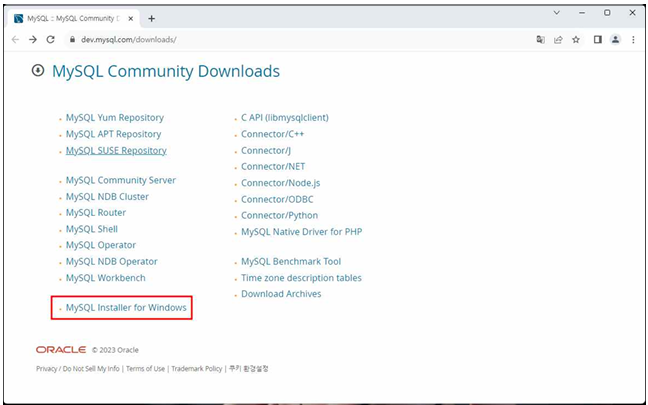 MySQL :: MySQL Community D
dev.mysql.com/downloads/
MySQL Community Downloads
MySQL Yum Repository
MySQL APT Repository
MySQL SUSE Repository
MySQL Community Server
MySQL NDB Cluster
MySQL Router
MySQL Shell
MySQL Operator
MySQL NDB Operator
MySQL Workbench
MySQL Installer for Windows
C API (libmysqlclient)
Connector/C++
Connector/J
Connector/NET
Connector/Node.js
Connector/ODBC
Connector/Python
MySQL Native Driver for PHP
MySQL Benchmark Tool
Time zone description tables
Download Archives
ORACLE © 2023 Oracle
Privacy / Do Not Sell My Info | Terms of Use | Trademark Policy | 쿠키 환경설정